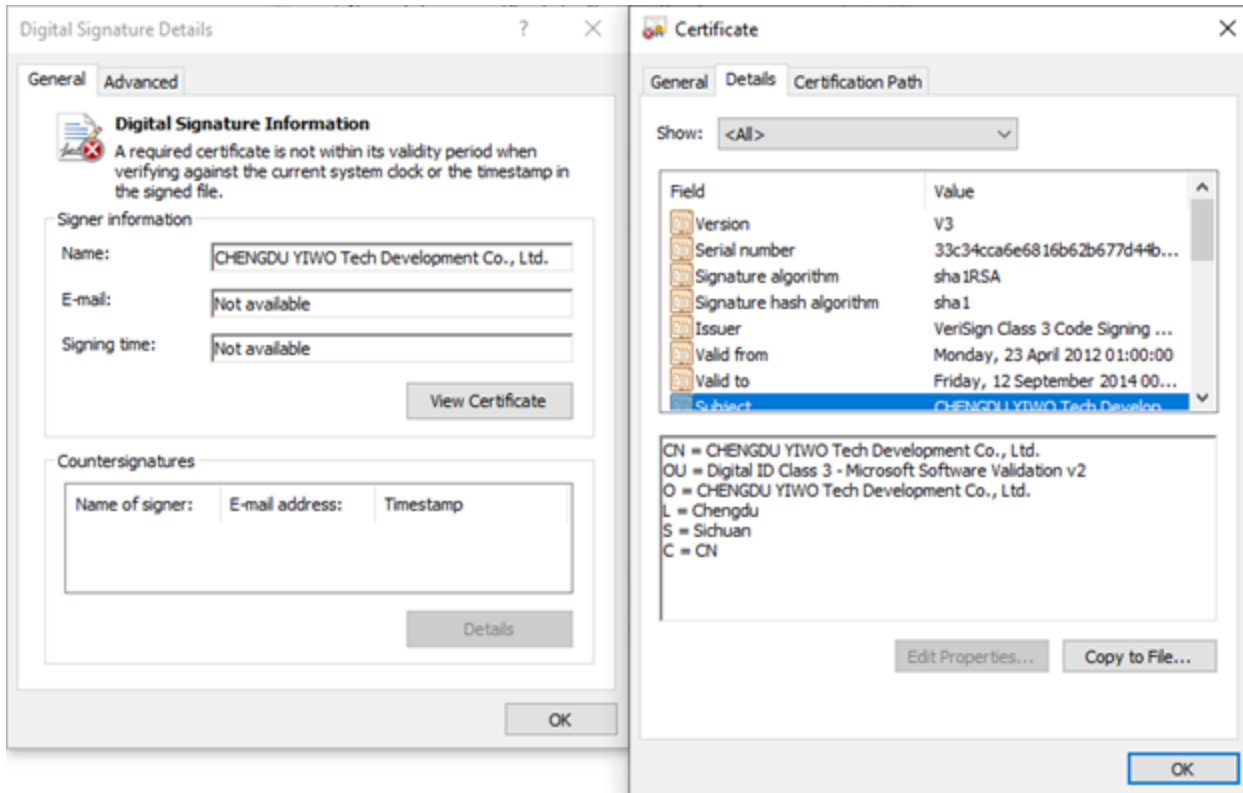 Digital Signature Details
General
Advanced
Digital Signature Information
A required certificate is not within its validity period when
verifying against the current system clock or the timestamp in
the signed file.
Signer information
Name:
CHENGDU YIWO Tech Development Co., Ltd.
E-mail:
Not available
Signing time:
Not available
View Certificate
Countersignatures
Name of signer:
E-mail address:
Timestamp
Details
OK
Certificate
General
Details
Certification Path
Show:
<All>
Field
Value
Version
V3
Serial number
33c34cca6e6816b62b677d44b...
Signature algorithm
sha1RSA
Signature hash algorithm
sha1
Issuer
VeriSign Class 3 Code Signing ...
Valid from
Monday, 23 April 2012 01:00:00
Valid to
Friday, 12 September 2014 00...
Subject
CHENGDU YIWO Tech Develop...
CN = CHENGDU YIWO Tech Development Co., Ltd.
OU = Digital ID Class 3 - Microsoft Software Validation v2
O = CHENGDU YIWO Tech Development Co., Ltd.
L = Chengdu
S = Sichuan
C = CN
Edit Properties...
Copy to File...
OK